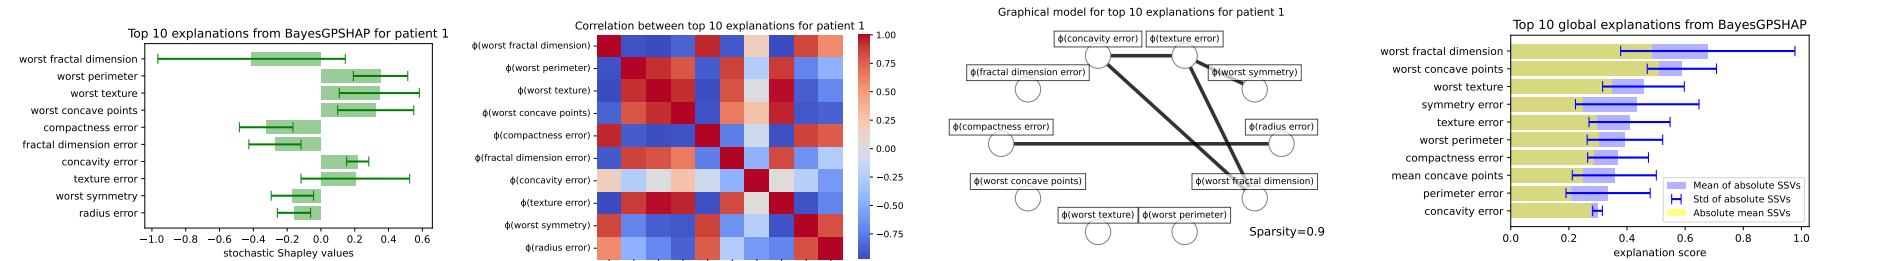 Top 10 explanations from BayesGPSHAP for patient 1
worst fractal dimension
worst perimeter
worst texture
worst concave points
compactness error
fractal dimension error
concavity error
texture error
worst symmetry
radius error
−1.0 −0.8 −0.6 −0.4 −0.2 0.0 0.2 0.4 0.6
stochastic Shapley values
Correlation between top 10 explanations for patient 1
ϕ(worst fractal dimension)
ϕ(worst perimeter)
ϕ(worst texture)
ϕ(worst concave points)
ϕ(compactness error)
ϕ(fractal dimension error)
ϕ(concavity error)
ϕ(texture error)
ϕ(worst symmetry)
ϕ(radius error)
1.00
0.75
0.50
0.25
0.00
−0.25
−0.50
−0.75
Graphical model for top 10 explanations for patient 1
ϕ(concavity error) ϕ(texture error)
ϕ(fractal dimension error) ϕ(worst symmetry)
ϕ(compactness error) ϕ(radius error)
ϕ(worst concave points) ϕ(worst fractal dimension)
ϕ(worst texture) ϕ(worst perimeter)
Sparsity=0.9
Top 10 global explanations from BayesGPSHAP
worst fractal dimension
worst concave points
worst texture
symmetry error
texture error
worst perimeter
compactness error
mean concave points
perimeter error
concavity error
Mean of absolute SSVs
Std of absolute SSVs
Absolute mean SSVs
0.0 0.2 0.4 0.6 0.8 1.0
explanation score